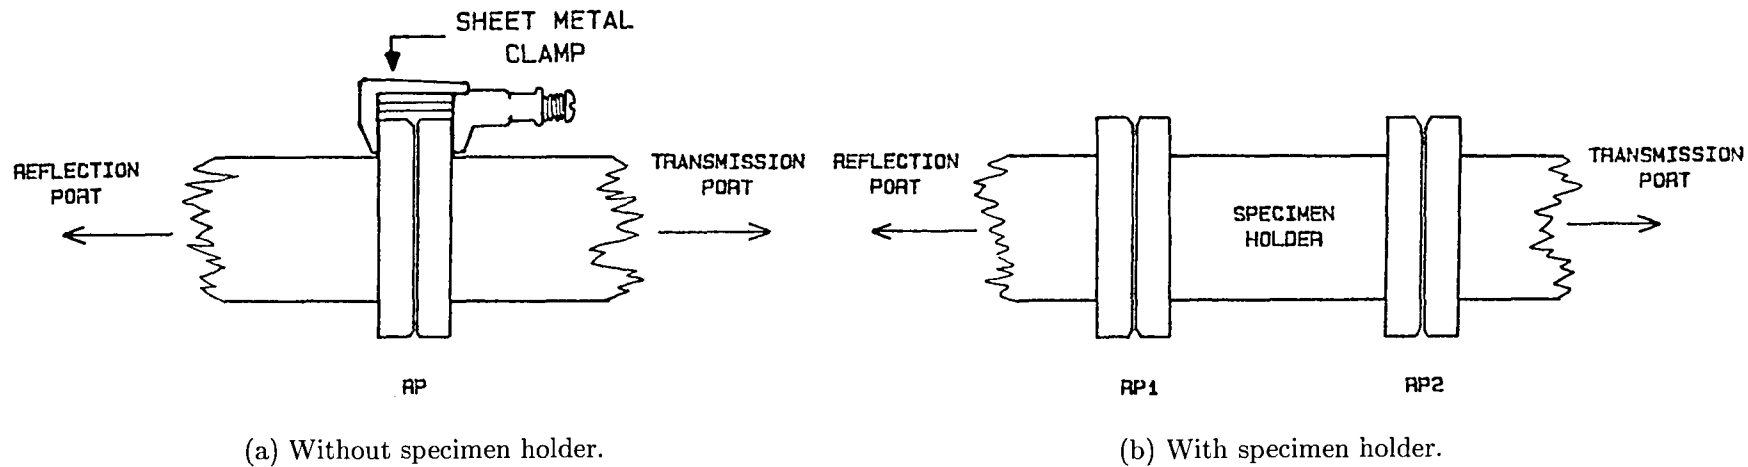 SHEET METAL
CLAMP
REFLECTION
PORT
TRANSMISSION
PORT
RP
(a) Without specimen holder.
REFLECTION
PORT
SPECIMEN
HOLDER
TRANSMISSION
PORT
RP1
RP2
(b) With specimen holder.